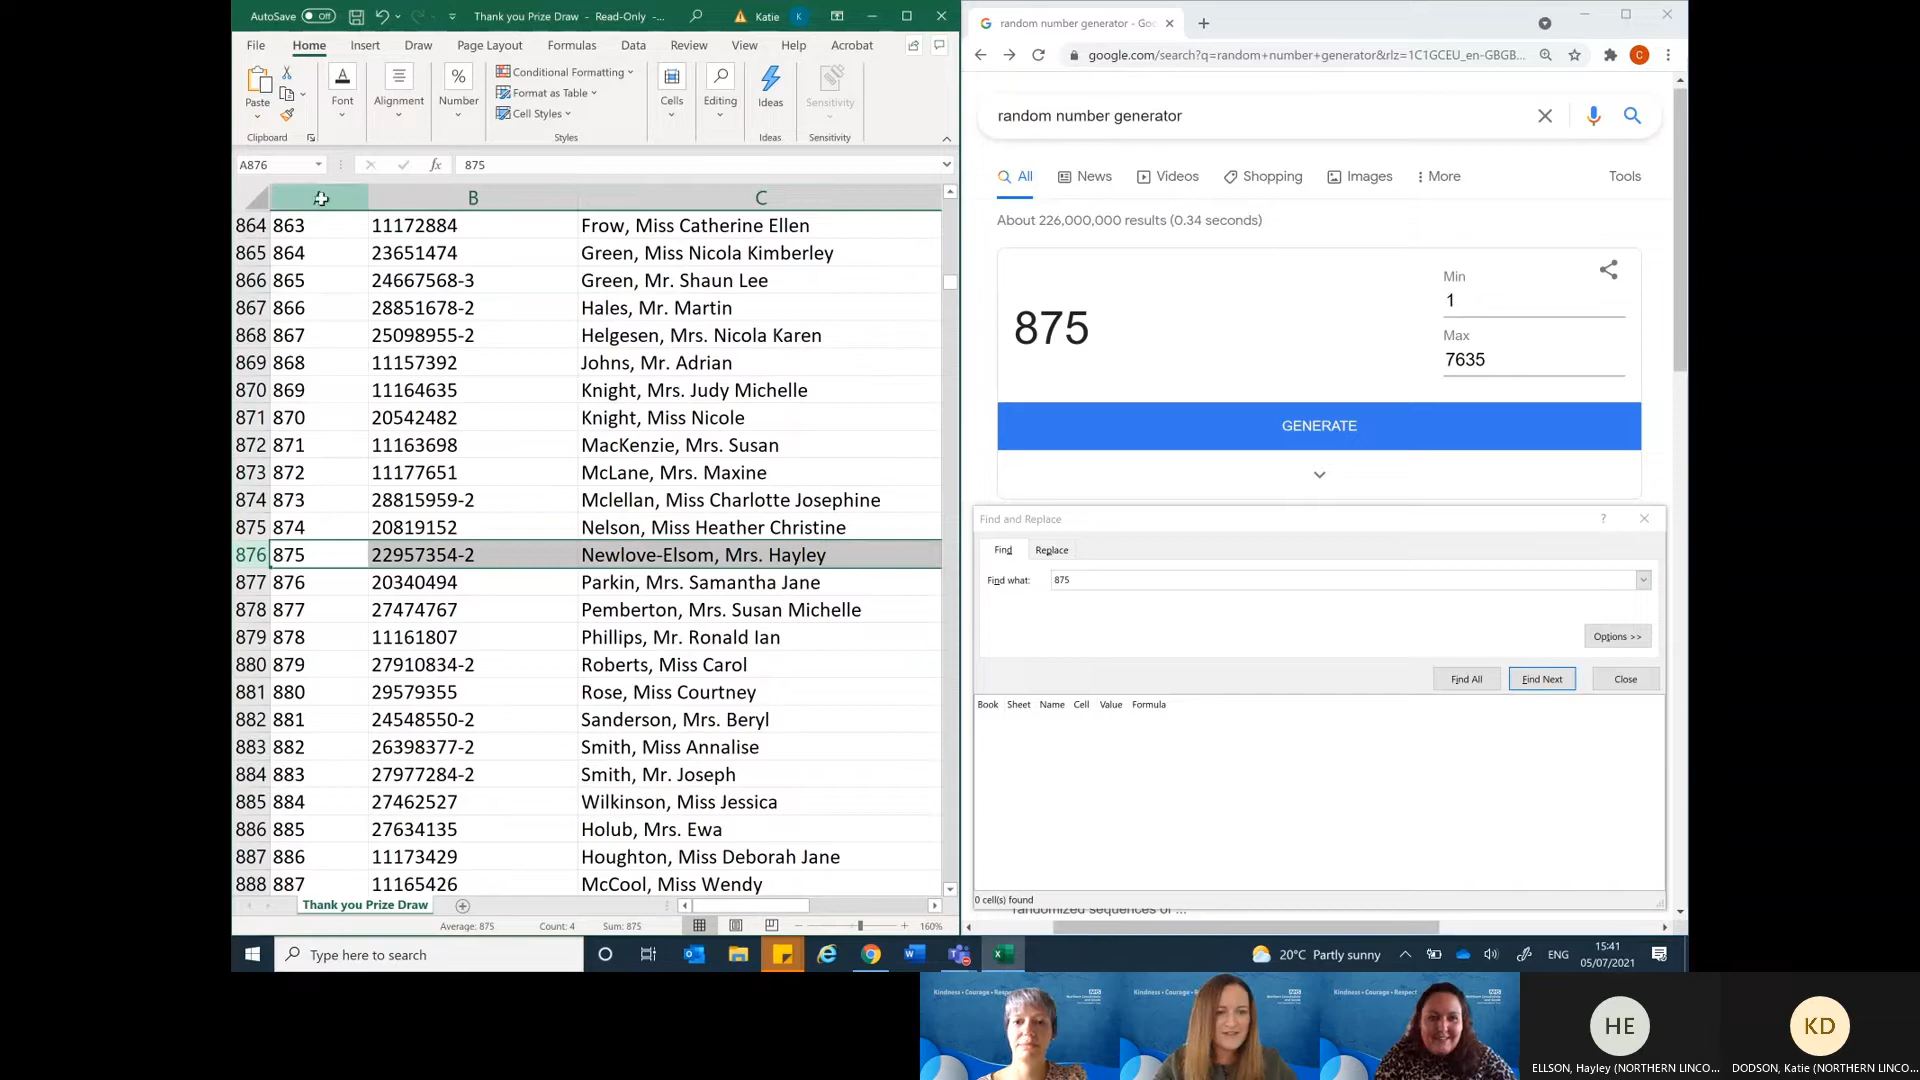 AutoSave Off Thank you Prize Draw - Read-Only -... Katie K
File Home Insert Draw Page Layout Formulas Data Review View Help Acrobat
Paste Font Alignment Number Conditional Formatting Cells Editing Ideas Sensitivity
Format as Table
Cell Styles
Clipboard Styles Ideas Sensitivity
A876 fx 875
B C
864 863 11172884 Frow, Miss Catherine Ellen
865 864 23651474 Green, Miss Nicola Kimberley
866 865 24667568-3 Green, Mr. Shaun Lee
867 866 28851678-2 Hales, Mr. Martin
868 867 25098955-2 Helgesen, Mrs. Nicola Karen
869 868 11157392 Johns, Mr. Adrian
870 869 11164635 Knight, Mrs. Judy Michelle
871 870 20542482 Knight, Miss Nicole
872 871 11163698 MacKenzie, Mrs. Susan
873 872 11177651 McLane, Mrs. Maxine
874 873 28815959-2 Mclellan, Miss Charlotte Josephine
875 874 20819152 Nelson, Miss Heather Christine
876 875 22957354-2 Newlove-Elsom, Mrs. Hayley
877 876 20340494 Parkin, Mrs. Samantha Jane
878 877 27474767 Pemberton, Mrs. Susan Michelle
879 878 11161807 Phillips, Mr. Ronald Ian
880 879 27910834-2 Roberts, Miss Carol
881 880 29579355 Rose, Miss Courtney
882 881 24548550-2 Sanderson, Mrs. Beryl
883 882 26398377-2 Smith, Miss Annalise
884 883 27977284-2 Smith, Mr. Joseph
885 884 27462527 Wilkinson, Miss Jessica
886 885 27634135 Holub, Mrs. Ewa
887 886 11173429 Houghton, Miss Deborah Jane
888 887 11165426 McCool, Miss Wendy
Thank you Prize Draw
Average: 875 Count: 4 Sum: 875 160%
random number generator - Goo
google.com/search?q=random+number+generator&rlz=1C1GCEU_en-GBGB... C
random number generator
All News Videos Shopping Images More Tools
About 226,000,000 results (0.34 seconds)
875
Min
1
Max
7635
GENERATE
Find and Replace ?
Find Replace
Find what: 875
Options >>
Find All Find Next Close
Book Sheet Name Cell Value Formula
0 cell(s) found
randomized sequences of ...
Type here to search
20°C Partly sunny ENG 15:41
05/07/2021
Kindness • Courage • Respect NHS
Kindness • Courage • NHS
Kindness • Courage • Respect NHS
HE KD
ELLSON, Hayley (NORTHERN LINCO... DODSON, Katie (NORTHERN LINCO...